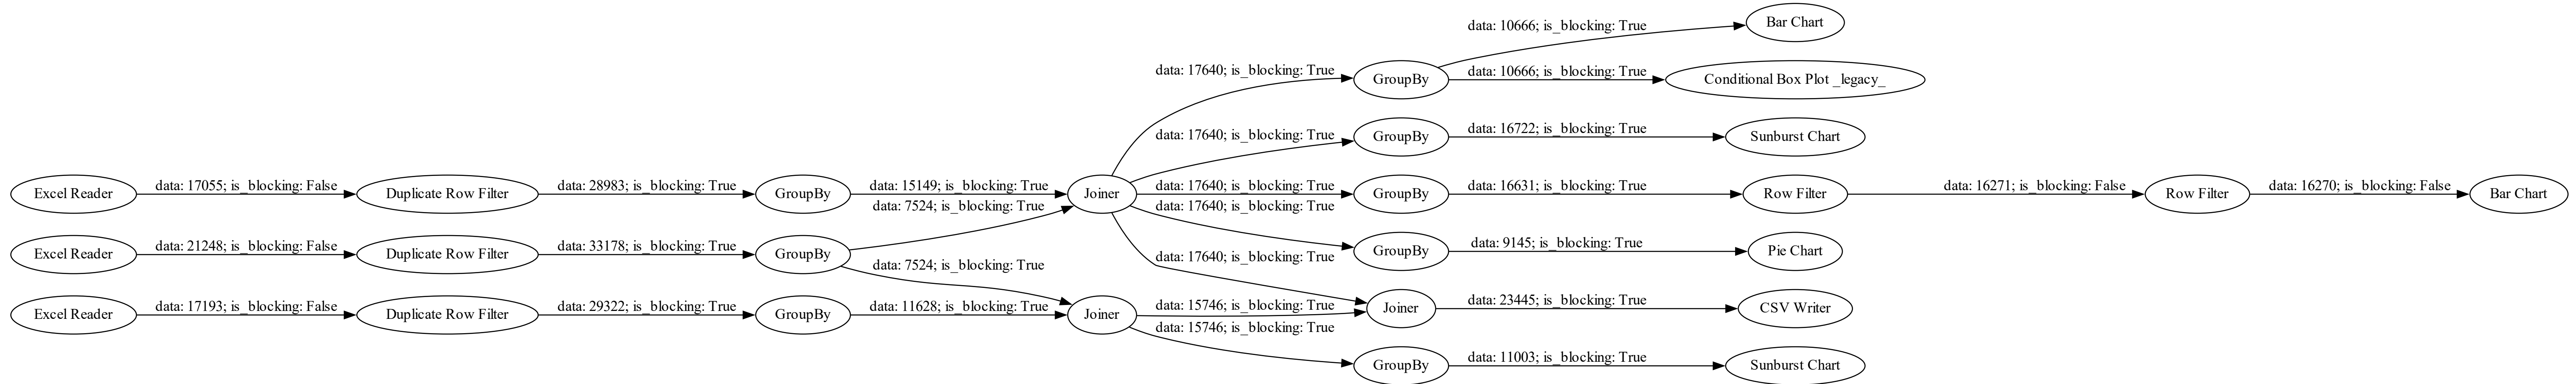 data: 10666; is_blocking: True
Bar Chart
data: 17640; is_blocking: True
GroupBy
data: 10666; is_blocking: True
Conditional Box Plot _legacy_
data: 17640; is_blocking: True
GroupBy
data: 16722; is_blocking: True
Sunburst Chart
Excel Reader
data: 17055; is_blocking: False
Duplicate Row Filter
data: 28983; is_blocking: True
GroupBy
data: 15149; is_blocking: True
Joiner
data: 17640; is_blocking: True
GroupBy
data: 16631; is_blocking: True
Row Filter
data: 16271; is_blocking: False
Row Filter
data: 16270; is_blocking: False
Bar Chart
data: 7524; is_blocking: True
data: 17640; is_blocking: True
Excel Reader
data: 21248; is_blocking: False
Duplicate Row Filter
data: 33178; is_blocking: True
GroupBy
GroupBy
data: 9145; is_blocking: True
Pie Chart
data: 7524; is_blocking: True
data: 17640; is_blocking: True
Excel Reader
data: 17193; is_blocking: False
Duplicate Row Filter
data: 29322; is_blocking: True
GroupBy
data: 11628; is_blocking: True
Joiner
data: 15746; is_blocking: True
Joiner
data: 23445; is_blocking: True
CSV Writer
data: 15746; is_blocking: True
GroupBy
data: 11003; is_blocking: True
Sunburst Chart